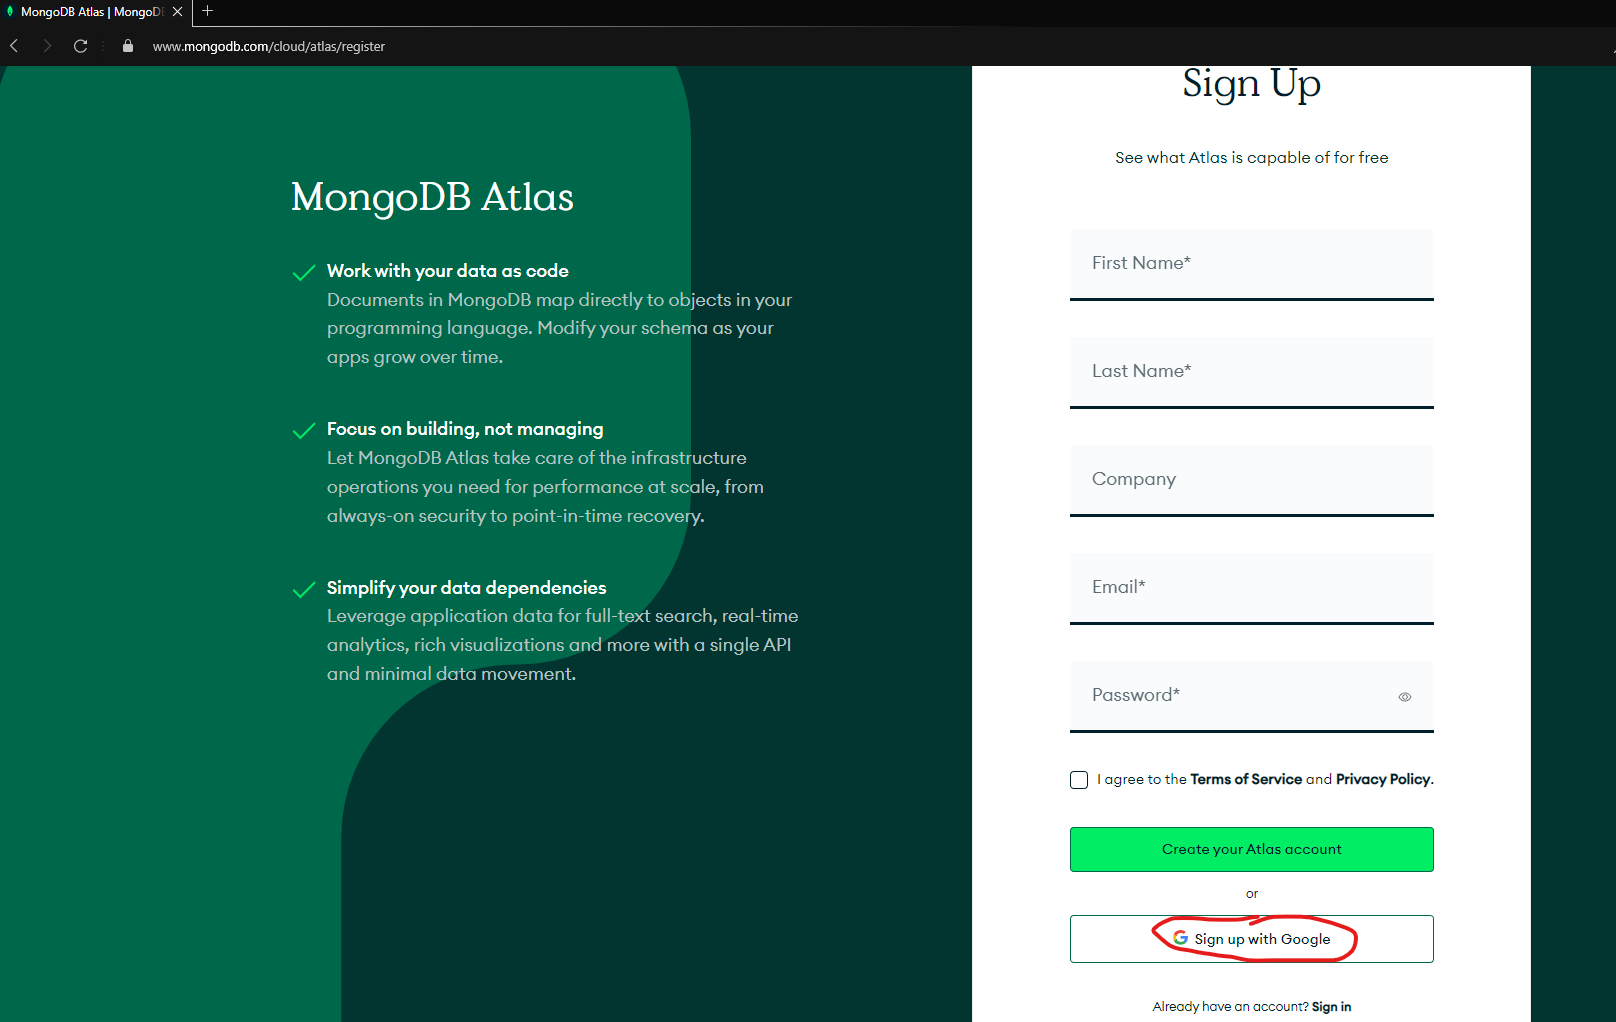 MongoDB Atlas | MongoDB
www.mongodb.com/cloud/atlas/register
MongoDB Atlas
Work with your data as code
Documents in MongoDB map directly to objects in your
programming language. Modify your schema as your
apps grow over time.
Focus on building, not managing
Let MongoDB Atlas take care of the infrastructure
operations you need for performance at scale, from
always-on security to point-in-time recovery.
Simplify your data dependencies
Leverage application data for full-text search, real-time
analytics, rich visualizations and more with a single API
and minimal data movement.
Sign Up
See what Atlas is capable of for free
First Name*
Last Name*
Company
Email*
Password*
I agree to the Terms of Service and Privacy Policy.
Create your Atlas account
or
Sign up with Google
Already have an account? Sign in